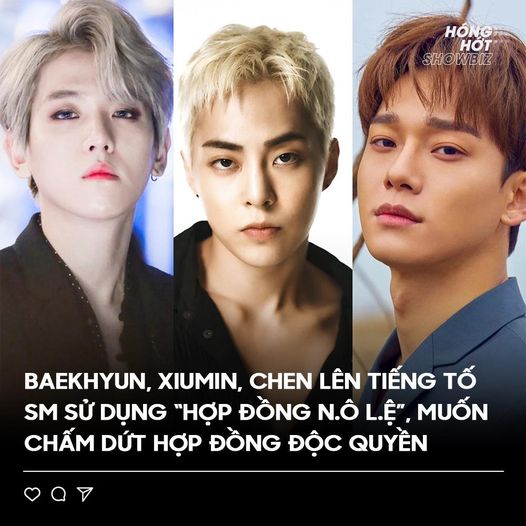 HÓNG
HỚT
SHOWBIZ
BAEKHYUN, XIUMIN, CHEN LÊN TIẾNG TỐ
SM SỬ DỤNG “HỢP ĐỒNG N.Ô L.Ệ”, MUỐN
CHẤM DỨT HỢP ĐỒNG ĐỘC QUYỀN